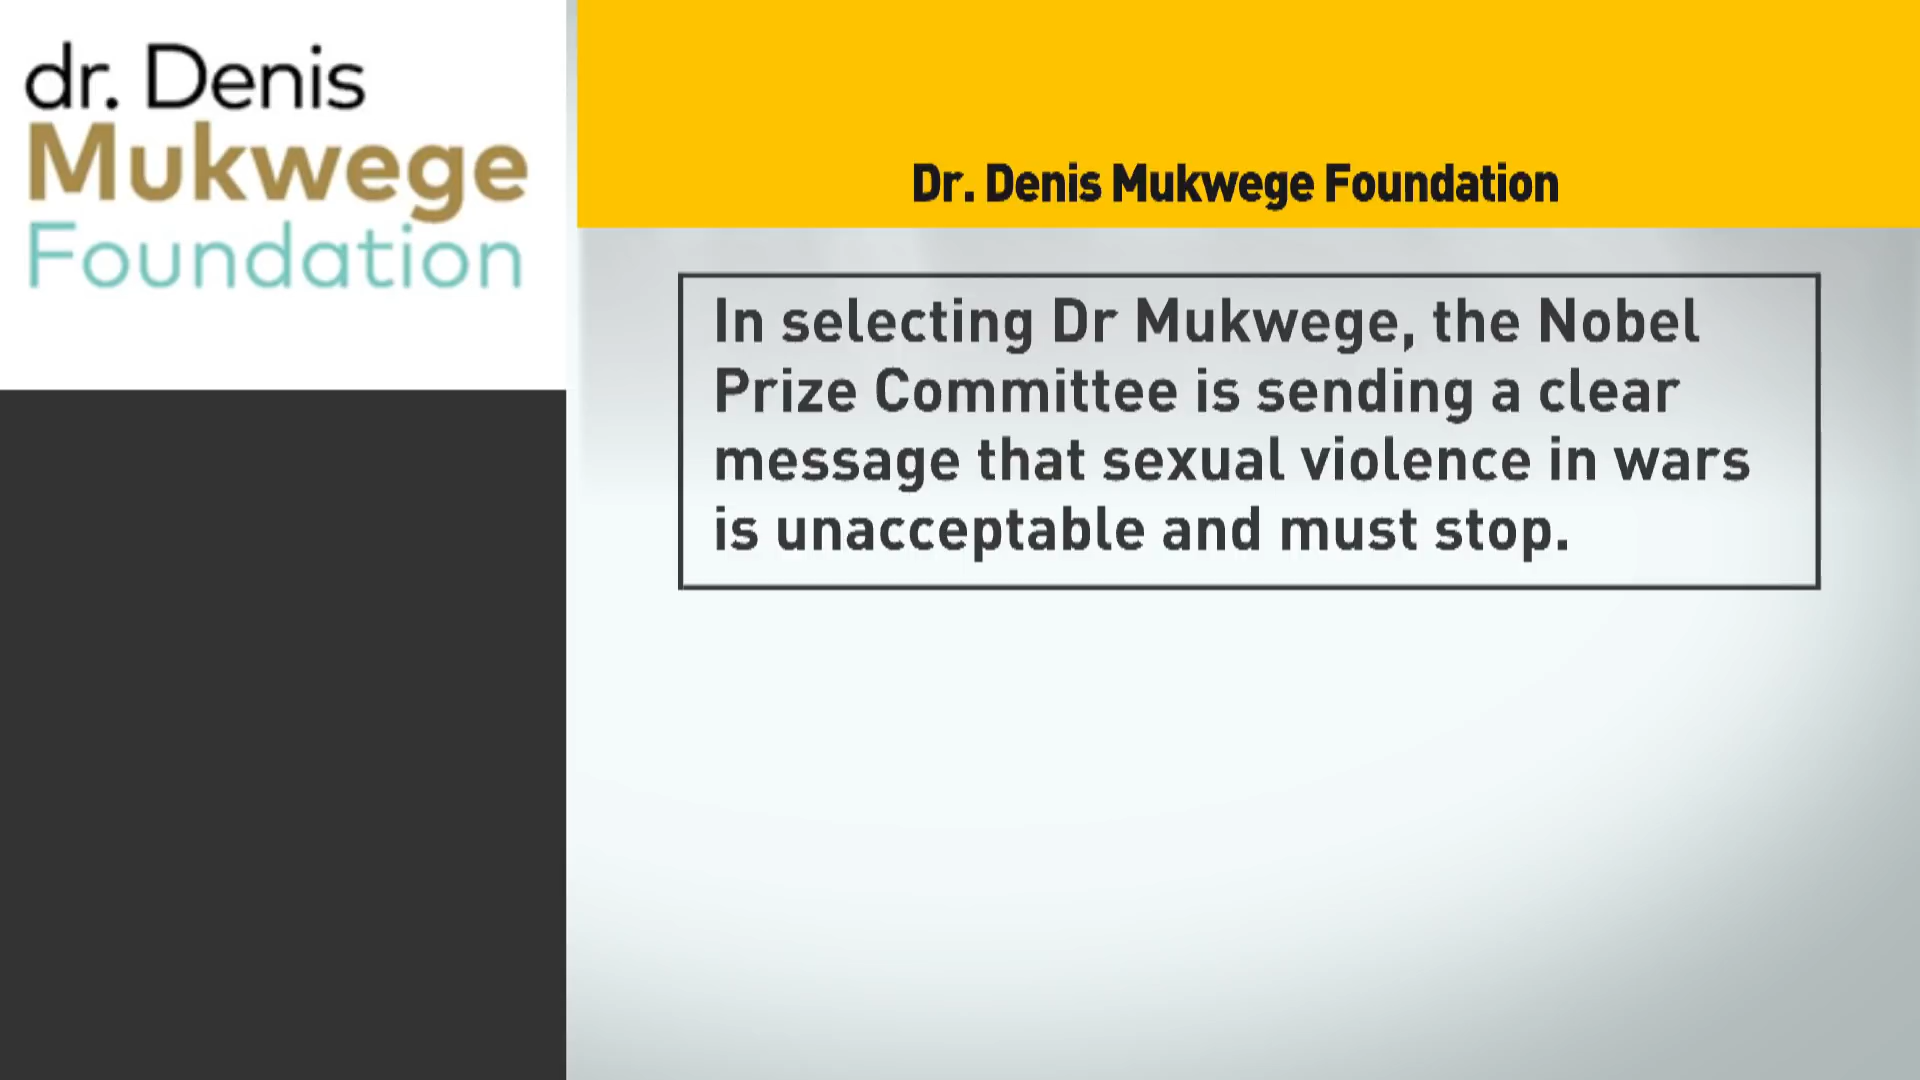 dr. Denis
Mukwege
Foundation
Dr. Denis Mukwege Foundation
In selecting Dr Mukwege, the Nobel
Prize Committee is sending a clear
message that sexual violence in wars
is unacceptable and must stop.